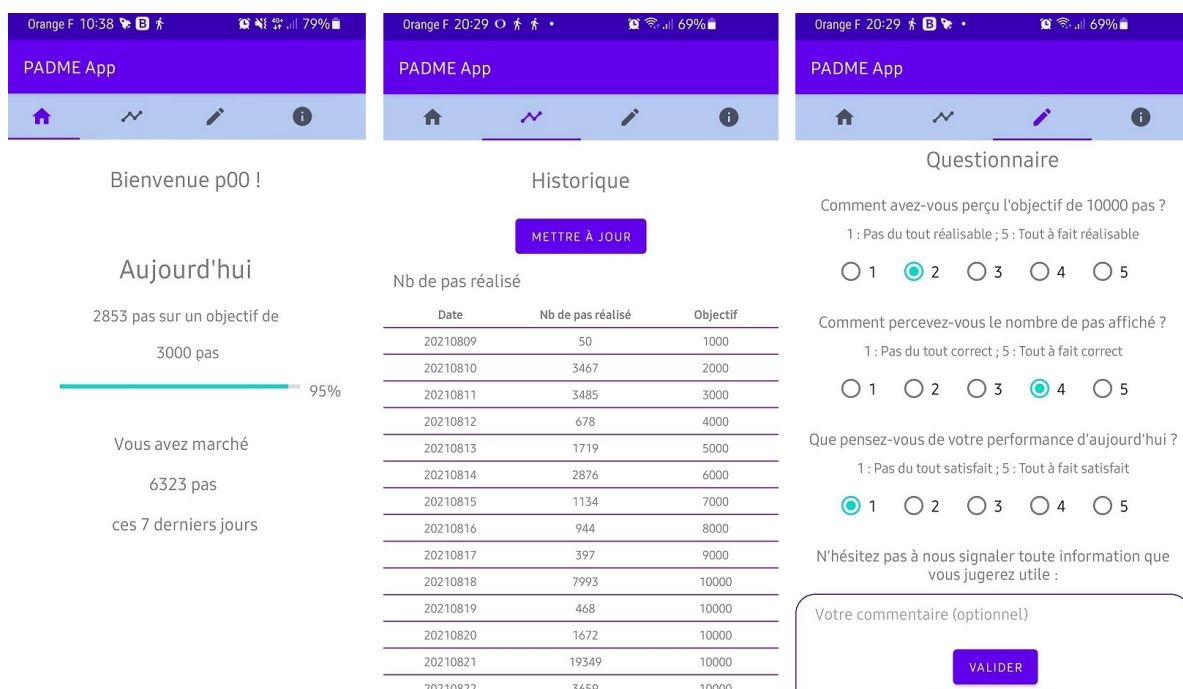 Orange F 10:38 79%
PADME App
Bienvenue p00 !
Aujourd'hui
2853 pas sur un objectif de
3000 pas
95%
Vous avez marché
6323 pas
ces 7 derniers jours
Orange F 20:29 69%
PADME App
Historique
METTRE À JOUR
Nb de pas réalisé
Date Nb de pas réalisé Objectif
20210809 50 1000
20210810 3467 2000
20210811 3485 3000
20210812 678 4000
20210813 1719 5000
20210814 2876 6000
20210815 1134 7000
20210816 944 8000
20210817 397 9000
20210818 7993 10000
20210819 468 10000
20210820 1672 10000
20210821 19349 10000
20210822 3659 10000
Orange F 20:29 69%
PADME App
Questionnaire
Comment avez-vous perçu l'objectif de 10000 pas ?
1 : Pas du tout réalisable ; 5 : Tout à fait réalisable
1 2 3 4 5
Comment percevez-vous le nombre de pas affiché ?
1 : Pas du tout correct ; 5 : Tout à fait correct
1 2 3 4 5
Que pensez-vous de votre performance d'aujourd'hui ?
1 : Pas du tout satisfait ; 5 : Tout à fait satisfait
1 2 3 4 5
N'hésitez pas à nous signaler toute information que
vous jugerez utile :
Votre commentaire (optionnel)
VALIDER